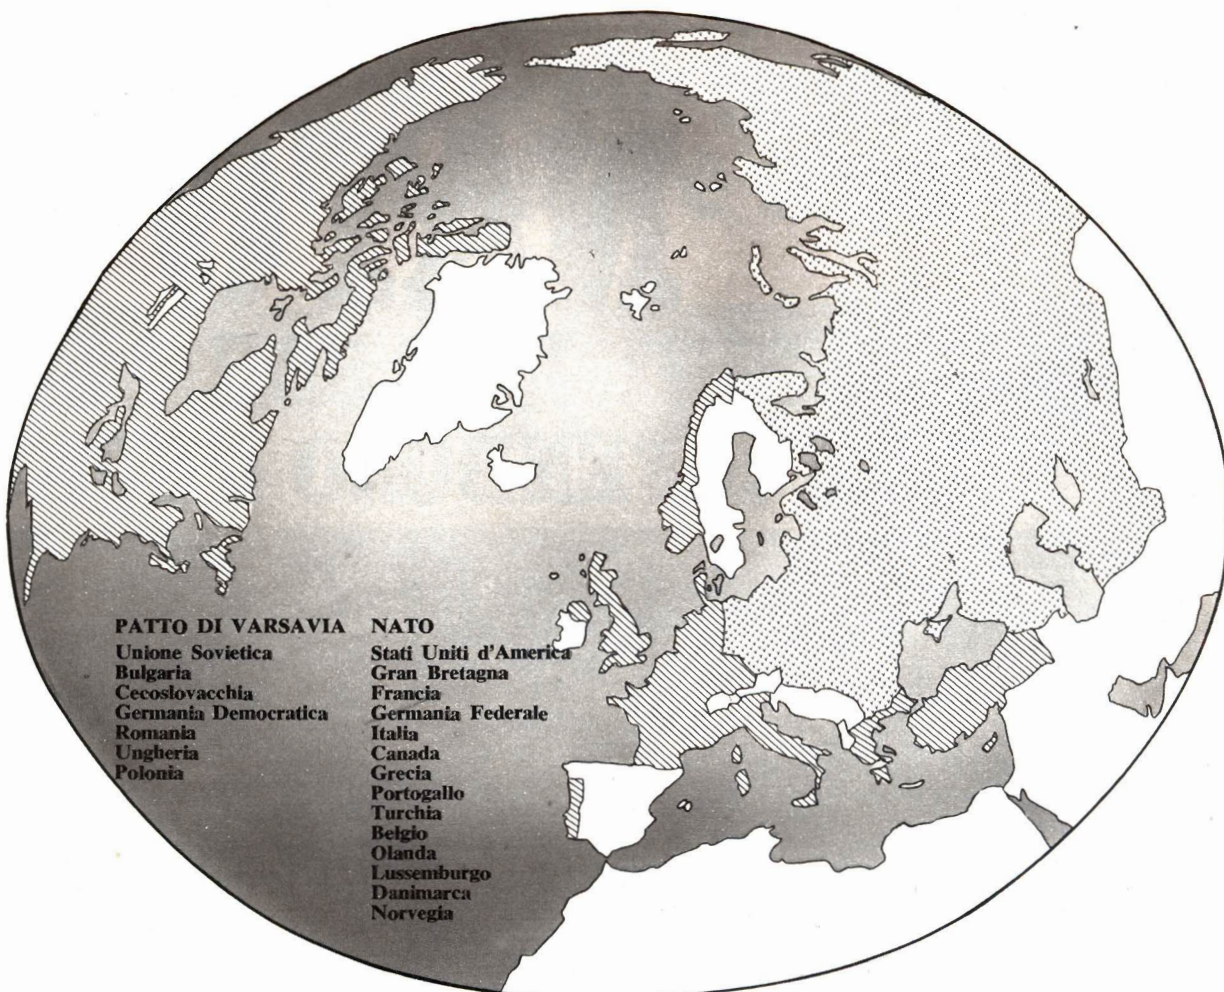 PATTO DI VARSAVIA
Unione Sovietica
Bulgaria
Cecoslovacchia
Germania Democratica
Romania
Ungheria
Polonia
NATO
Stati Uniti d'America
Gran Bretagna
Francia
Germania Federale
Italia
Canada
Grecia
Portogallo
Turchia
Belgio
Olanda
Lussemburgo
Danimarca
Norvegia